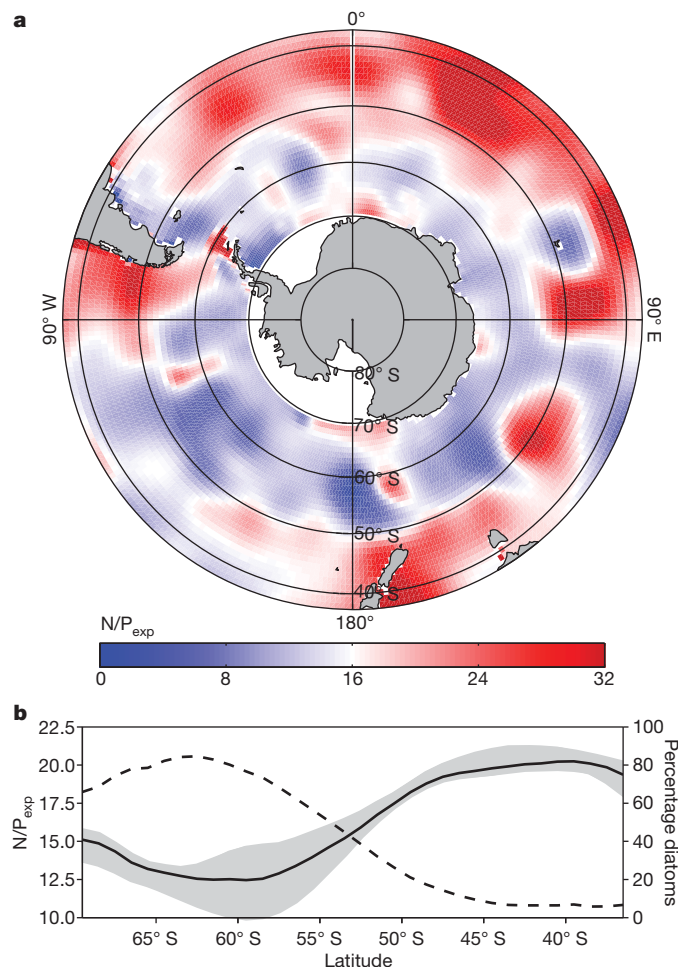 a
0°
90° W
90° E
80° S
70° S
60° S
50° S
40° S
180°
N/Pexp
0 8 16 24 32
b
22.5
20.0
17.5
15.0
12.5
10.0
N/Pexp
100
80
60
40
20
0
Percentage diatoms
65° S 60° S 55° S 50° S 45° S 40° S
Latitude